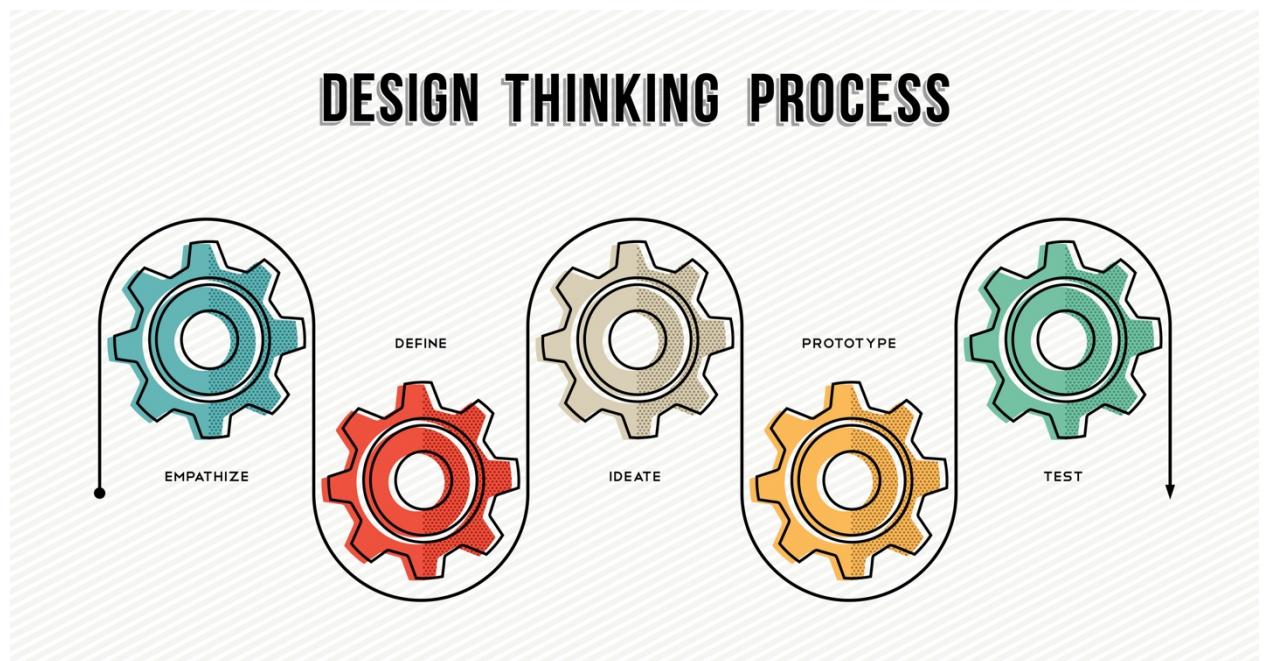 DESIGN THINKING PROCESS
EMPATHIZE
DEFINE
IDEATE
PROTOTYPE
TEST